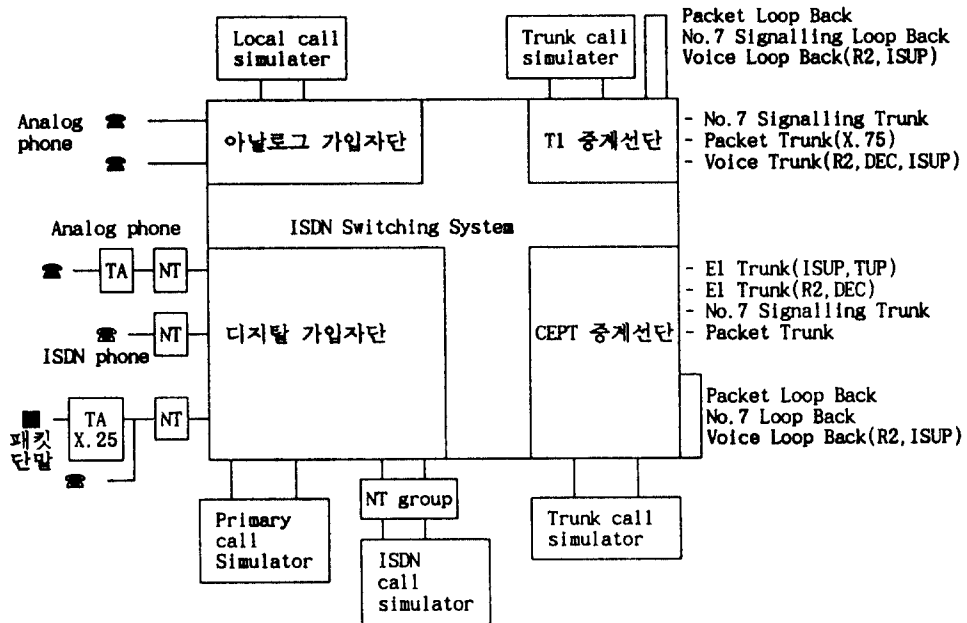 Local call
simulater
Trunk call
simulater
Packet Loop Back
No.7 Signalling Loop Back
Voice Loop Back(R2,ISUP)
Analog
phone
아날로그 가입자단
T1 중계선단
- No.7 Signalling Trunk
- Packet Trunk(X.75)
- Voice Trunk(R2,DEC,ISUP)
Analog phone
ISDN Switching System
TA
NT
NT
ISDN phone
디지탈 가입자단
CEPT 중계선단
- E1 Trunk(ISUP,TUP)
- E1 Trunk(R2,DEC)
- No.7 Signalling Trunk
- Packet Trunk
TA
X.25
NT
패킷
단말
Packet Loop Back
No.7 Loop Back
Voice Loop Back(R2,ISUP)
Primary
call
Simulator
NT group
ISDN
call
simulator
Trunk call
simulator